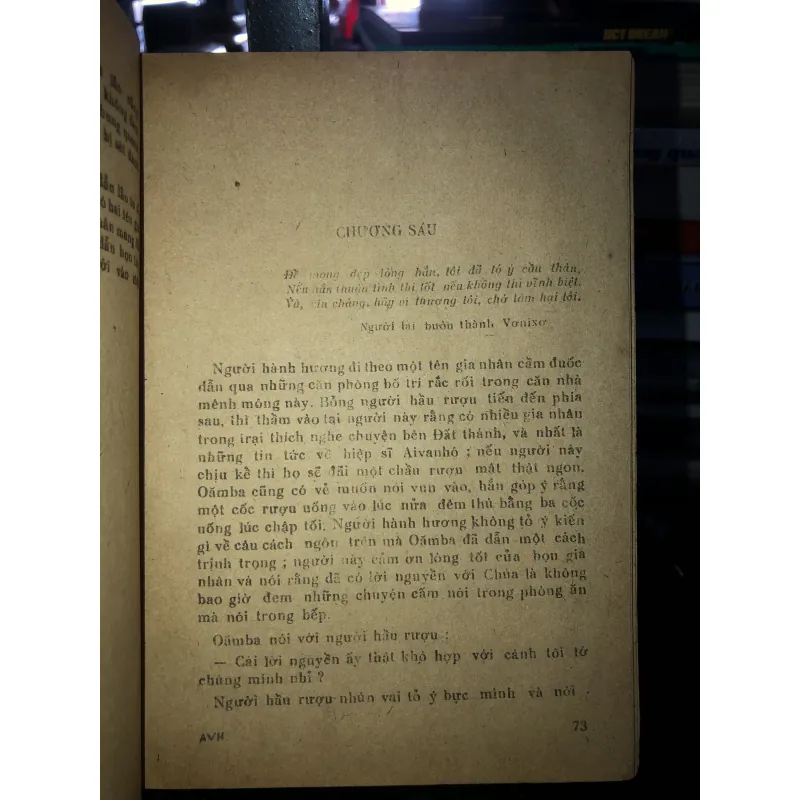 ACT DREAM
CHƯƠNG SÁU
Để mong đẹp lòng hắn, tôi đã tỏ ý cầu thân,
Nếu hắn thuận tình thì tốt nếu không thì vĩnh biệt.
Và, xin chàng, hãy vì thương tôi, chớ làm hại tôi.
Người lái buôn thành Vơnixơ
Người hành hương đi theo một tên gia nhân cầm đuốc
dẫn qua những căn phòng bố trí rắc rối trong căn nhà
mênh mông này. Bỗng người hầu rượu tiến đến phía
sau, thì thầm vào tai người này rằng có nhiều gia nhân
trong trại thích nghe chuyện bên Đất thánh, và nhất là
những tin tức về hiệp sĩ Aivanhô ; nếu người này
chịu kể thì họ sẽ đãi một chầu rượu mật thật ngon.
Oămba cũng có vẻ muốn nói vun vào, hắn góp ý rằng
một cốc rượu uống vào lúc nửa đêm thú bằng ba cốc
uống lúc chập tối. Người hành hương không tỏ ý kiến
gì về câu cách ngôn trên mà Oămba đã dẫn một cách
trịnh trọng ; người này cảm ơn lòng tốt của bọn gia
nhân và nói rằng đã có lời nguyền với Chúa là không
bao giờ đem những chuyện cấm nói trong phòng ăn
mà nói trong bếp.
Oămba nói với người hầu rượu :
— Cái lời nguyền ấy thật khó hợp với cánh tôi tớ
chúng mình nhỉ ?
Người hầu rượu nhún vai tỏ ý bực mình và nói :
AVH
73